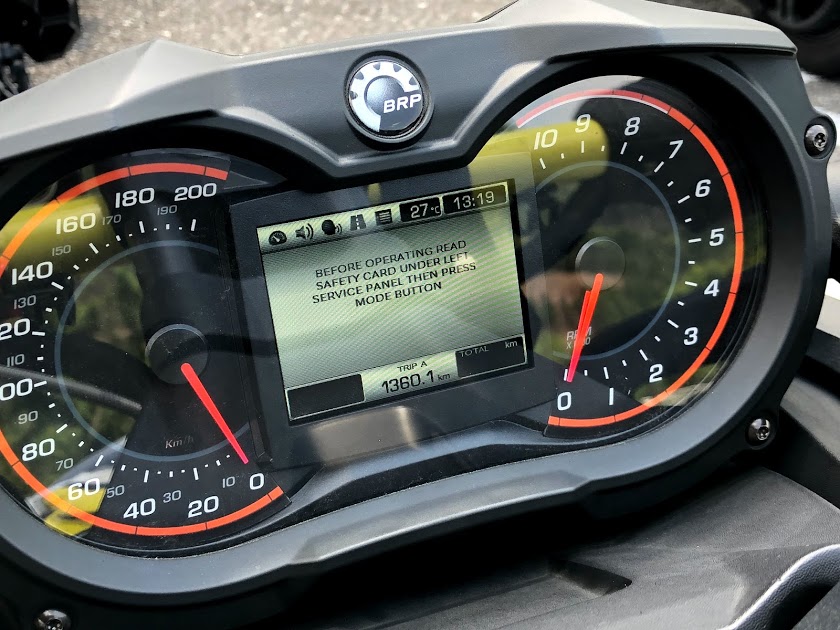 BRP
27°C 13:19
BEFORE OPERATING READ
SAFETY CARD UNDER LEFT
SERVICE PANEL THEN PRESS
MODE BUTTON
TRIP A
1360.1 km
TOTAL km
0 10 20 30 40 50 60 70 80 90 100 110 120 130 140 150 160 170 180 190 200
Km/h
0 1 2 3 4 5 6 7 8 9 10
RPM